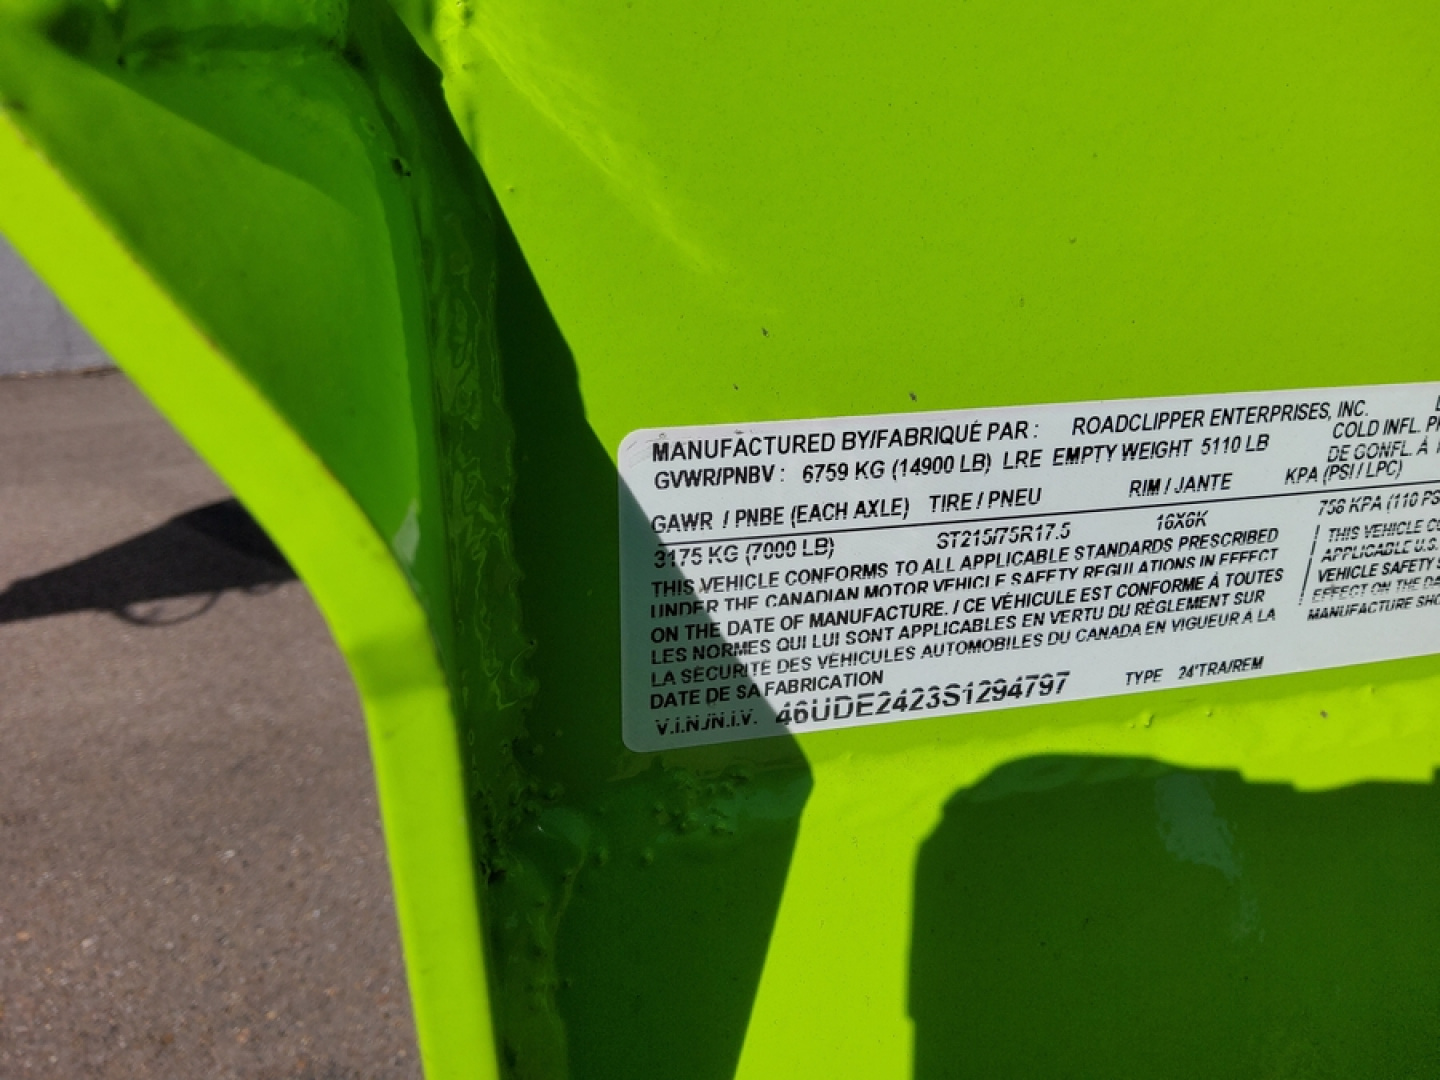 MANUFACTURED BY/FABRIQUÉ PAR : ROADCLIPPER ENTERPRISES, INC.
GVWR/PNBV : 6759 KG (14900 LB) LRE EMPTY WEIGHT 5110 LB COLD INFL.
DE GONFL. À
GAWR / PNBE (EACH AXLE) TIRE / PNEU RIM / JANTE KPA (PSI / LPC)
3175 KG (7000 LB) ST215/75R17.5 16X6K 758 KPA (110
THIS VEHICLE CONFORMS TO ALL APPLICABLE STANDARDS PRESCRIBED
UNDER THE CANADIAN MOTOR VEHICLE SAFETY REGULATIONS IN EFFECT
ON THE DATE OF MANUFACTURE. / CE VÉHICULE EST CONFORME À TOUTES
LES NORMES QUI LUI SONT APPLICABLES EN VERTU DU RÈGLEMENT SUR
LA SÉCURITÉ DES VÉHICULES AUTOMOBILES DU CANADA EN VIGUEUR À LA
DATE DE SA FABRICATION
/ THIS VEHICLE
APPLICABLE U.S.
VEHICLE SAFETY
EFFECT ON THE
MANUFACTURE
V.I.N./N.I.V. 46UDE2423S1294797 TYPE 24'TRA/REM